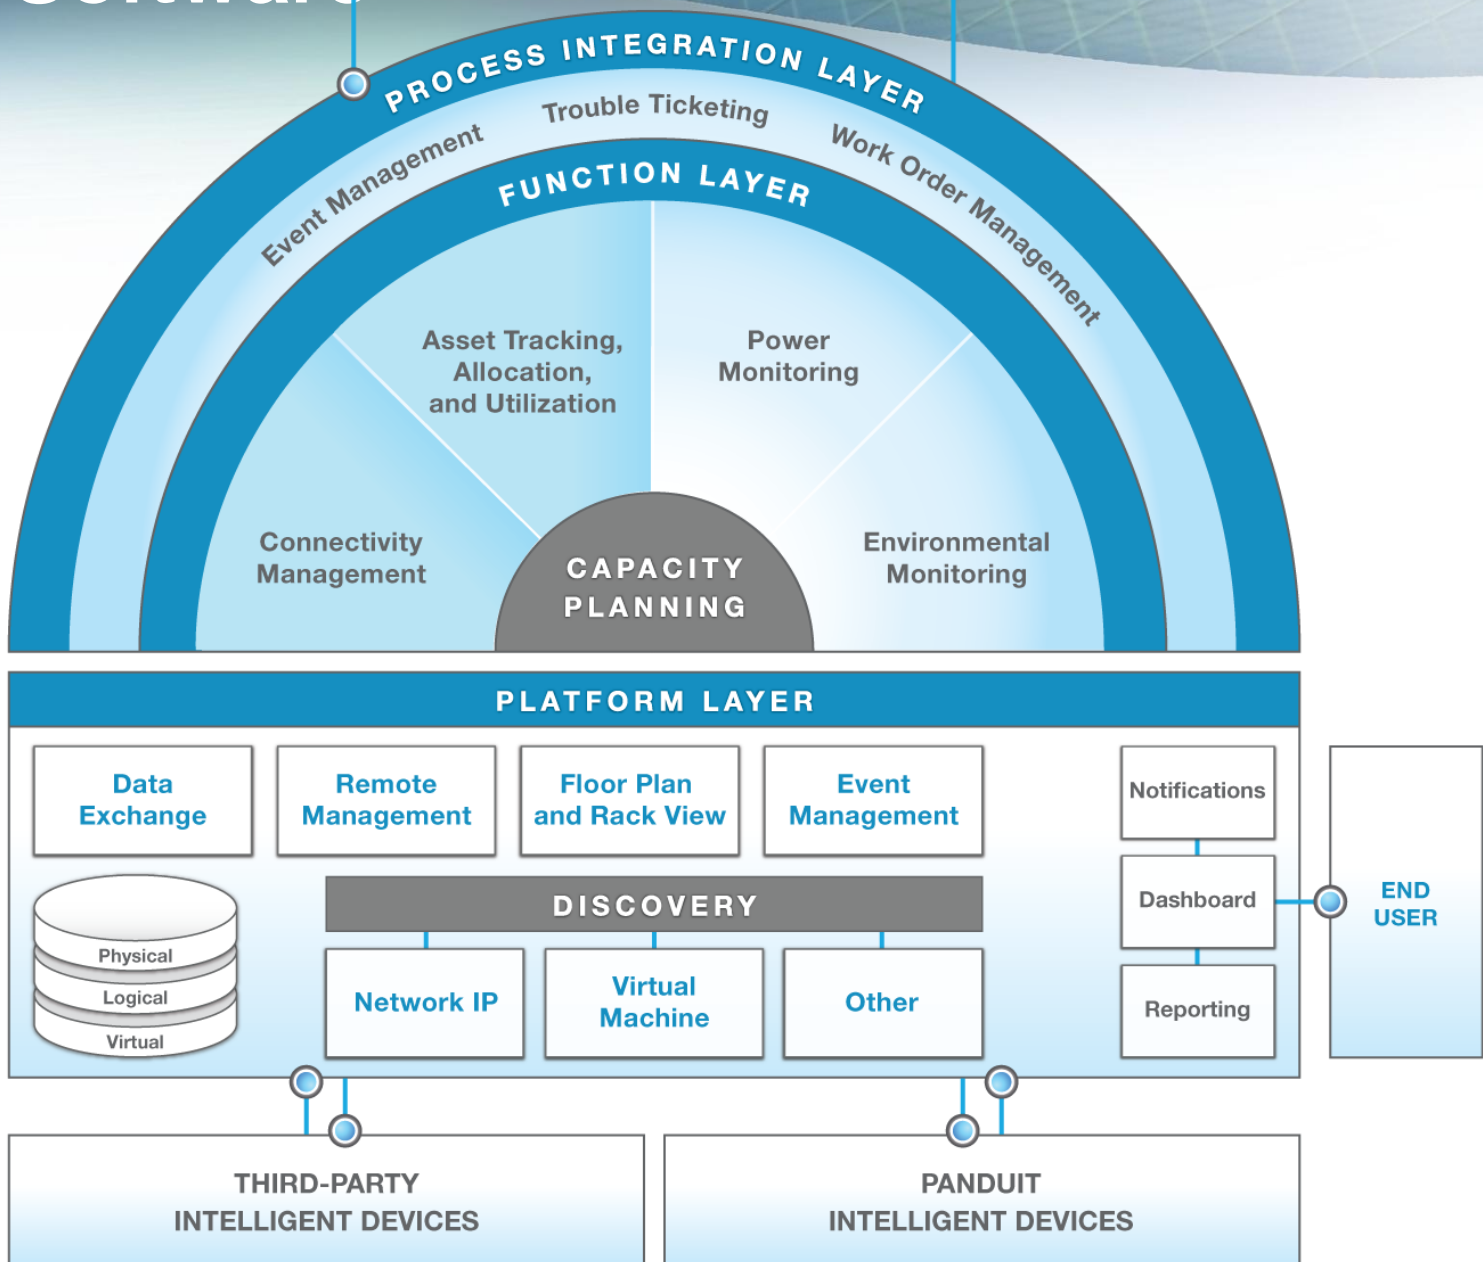 PROCESS INTEGRATION LAYER
Event Management
Trouble Ticketing
Work Order Management
FUNCTION LAYER
Asset Tracking,
Allocation,
and Utilization
Power
Monitoring
Connectivity
Management
Environmental
Monitoring
CAPACITY
PLANNING
PLATFORM LAYER
Data
Exchange
Remote
Management
Floor Plan
and Rack View
Event
Management
Notifications
Dashboard
Reporting
END
USER
DISCOVERY
Physical
Logical
Virtual
Network IP
Virtual
Machine
Other
THIRD-PARTY
INTELLIGENT DEVICES
PANDUIT
INTELLIGENT DEVICES